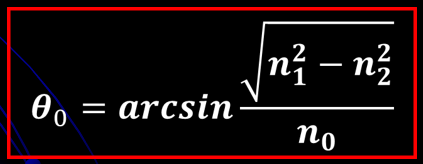 θ₀ = arcsin √(n₁² − n₂²) / n₀